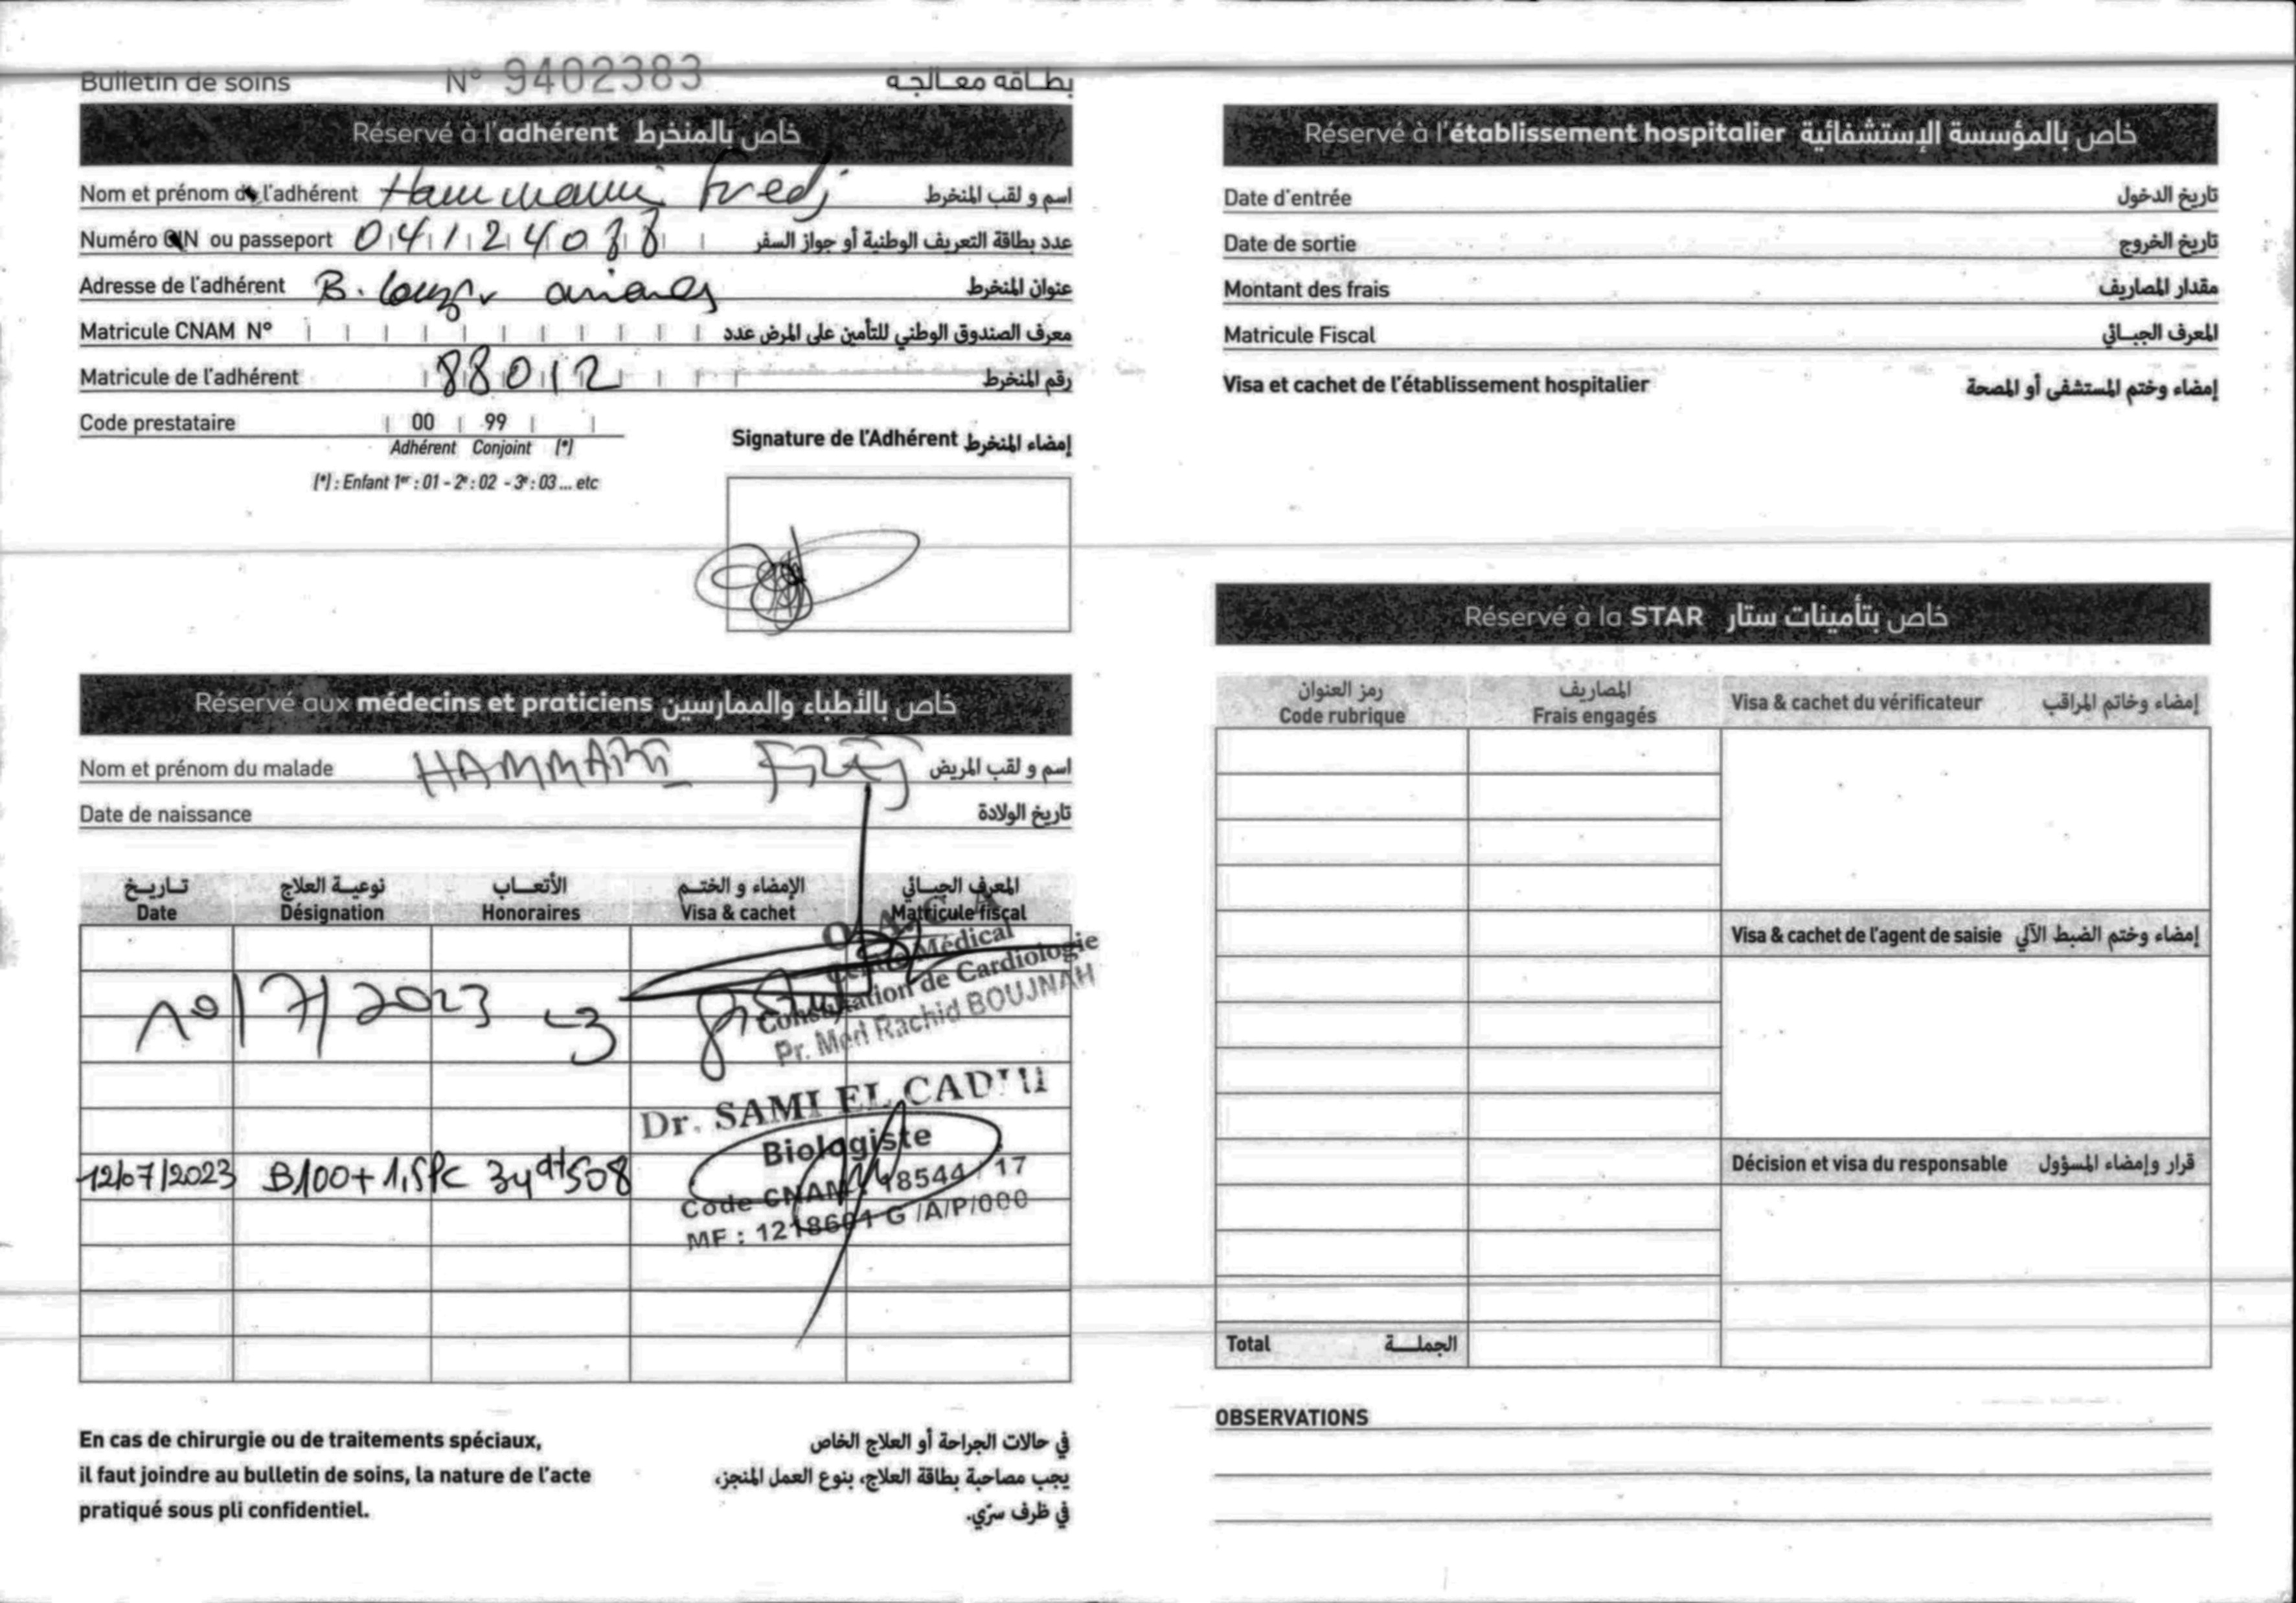 Bulletin de soins N° 9402383 بطاقة معالجة
Réservé à l'adhérent خاص بالمنخرط
Nom et prénom de l'adhérent Hammami Fredj اسم و لقب المنخرط
Numéro CIN ou passeport عدد بطاقة التعريف الوطنية أو جواز السفر
Adresse de l'adhérent B. عنوان المنخرط
Matricule CNAM N° معرف الصندوق الوطني للتأمين على المرض عدد
Matricule de l'adhérent 88012 رقم المنخرط
Code prestataire 00 99
Adhérent Conjoint (*)
(*) : Enfant 1er : 01 - 2e : 02 - 3e : 03 ... etc
Signature de l'Adhérent إمضاء المنخرط
Réservé aux médecins et praticiens خاص بالأطباء والممارسين
Nom et prénom du malade HAMMAMI اسم و لقب المريض
Date de naissance تاريخ الولادة
تاريخ نوعية العلاج الأتعاب الإمضاء و الختم المعرف الجبائي
Date Désignation Honoraires Visa & cachet Matricule fiscal
O.A.C.A
Centre Médical
Consultation de Cardiologie
Pr. Med Rachid BOUJNAH
10/7/2023
Dr. SAMI EL CADHI
Biologiste
12/07/2023 B100+1,5PC 34dt508
Code CNAM : 18544 / 17
MF : 1218601 G /A/P/000
En cas de chirurgie ou de traitements spéciaux,
il faut joindre au bulletin de soins, la nature de l'acte
pratiqué sous pli confidentiel.
في حالات الجراحة أو العلاج الخاص
يجب مصاحبة بطاقة العلاج، بنوع العمل المنجز،
في ظرف سرّي.
Réservé à l'établissement hospitalier خاص بالمؤسسة الإستشفائية
Date d'entrée تاريخ الدخول
Date de sortie تاريخ الخروج
Montant des frais مقدار المصاريف
Matricule Fiscal المعرف الجبائي
Visa et cachet de l'établissement hospitalier إمضاء وختم المستشفى أو المصحة
Réservé à la STAR خاص بتأمينات ستار
رمز العنوان المصاريف
Code rubrique Frais engagés
Visa & cachet du vérificateur إمضاء وخاتم المراقب
Visa & cachet de l'agent de saisie إمضاء وختم الضبط الآلي
Décision et visa du responsable قرار وإمضاء المسؤول
Total الجملة
OBSERVATIONS